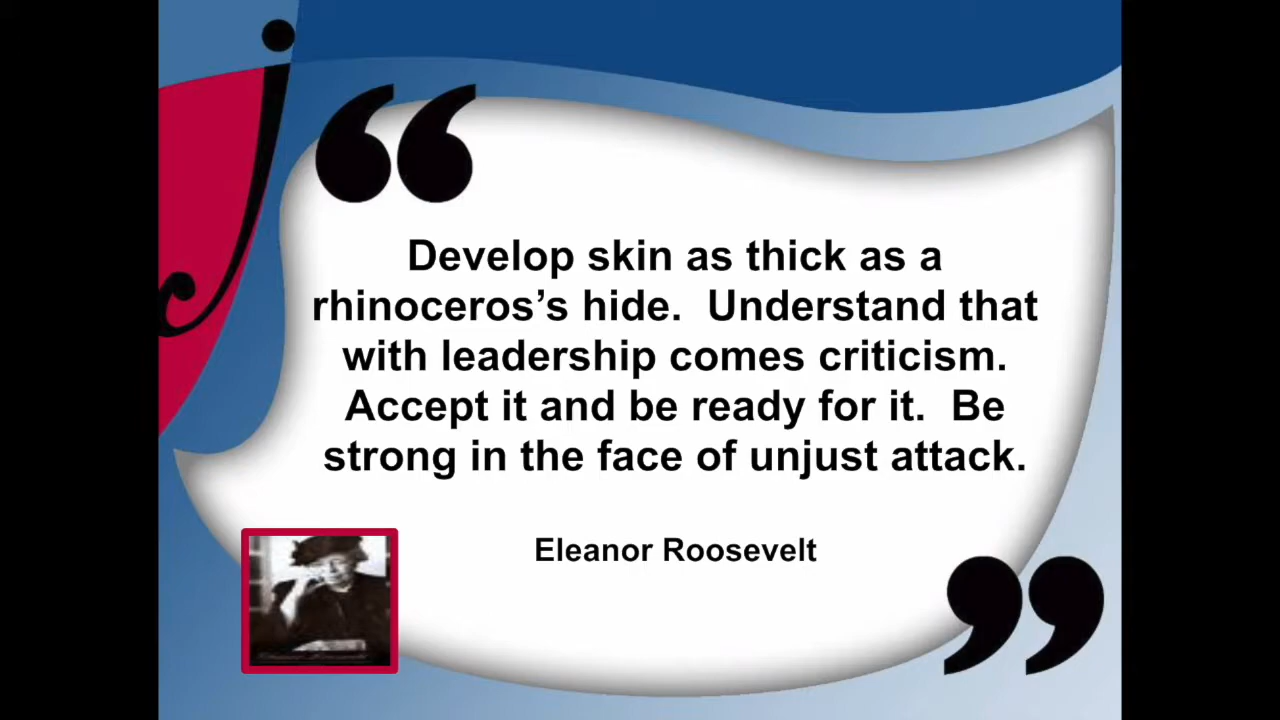 Develop skin as thick as a
rhinoceros’s hide.  Understand that
with leadership comes criticism.
Accept it and be ready for it.  Be
strong in the face of unjust attack.
Eleanor Roosevelt